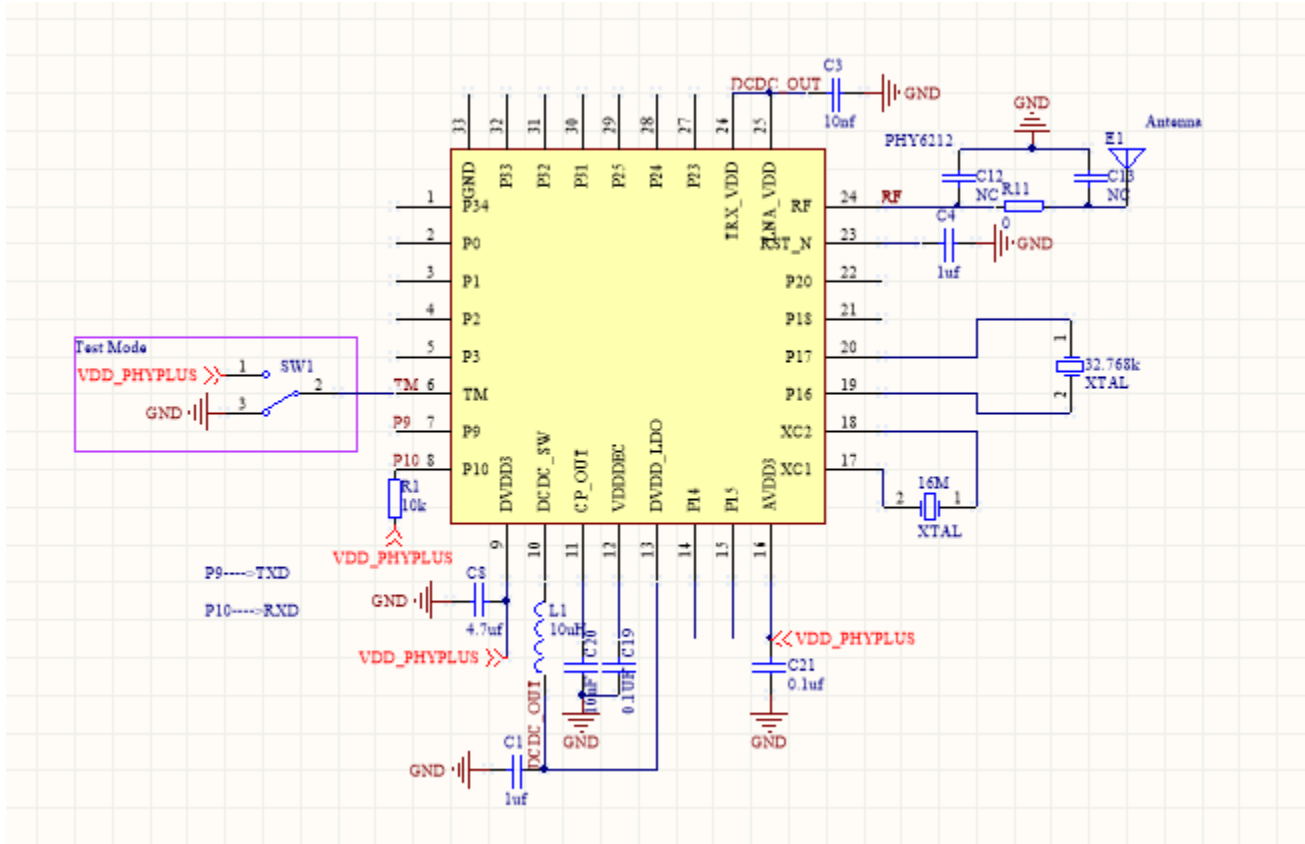 C3
DCDC_OUT
GND
10nf
33
32
31
30
29
28
27
26
25
GND
P33
P32
P31
P25
P24
P23
TRX_VDD
LNA_VDD
PHY6212
GND
E1
Antenna
C12
NC
C13
NC
R11
0
1
P34
RF
24
RF
2
P0
RST_N
23
C4
GND
1uf
3
P1
P20
22
4
P2
P18
21
5
P3
P17
20
1
32.768k
XTAL
2
Test Mode
VDD_PHYPLUS
1
SW1
2
GND
3
TM
6
TM
P16
19
P9
7
P9
XC2
18
P10
8
P10
XC1
17
R1
10k
VDD_PHYPLUS
16M
2
1
XTAL
DVDD3
DCDC_SW
CP_OUT
VDDDEC
DVDD_LDO
P14
P15
AVDD3
9
10
11
12
13
14
15
16
P9---->TXD
P10---->RXD
C8
GND
4.7uf
VDD_PHYPLUS
L1
10uH
C20
C19
0.1UF
GND
DCDC_OUT
VDD_PHYPLUS
C21
0.1uf
GND
C1
GND
1uf